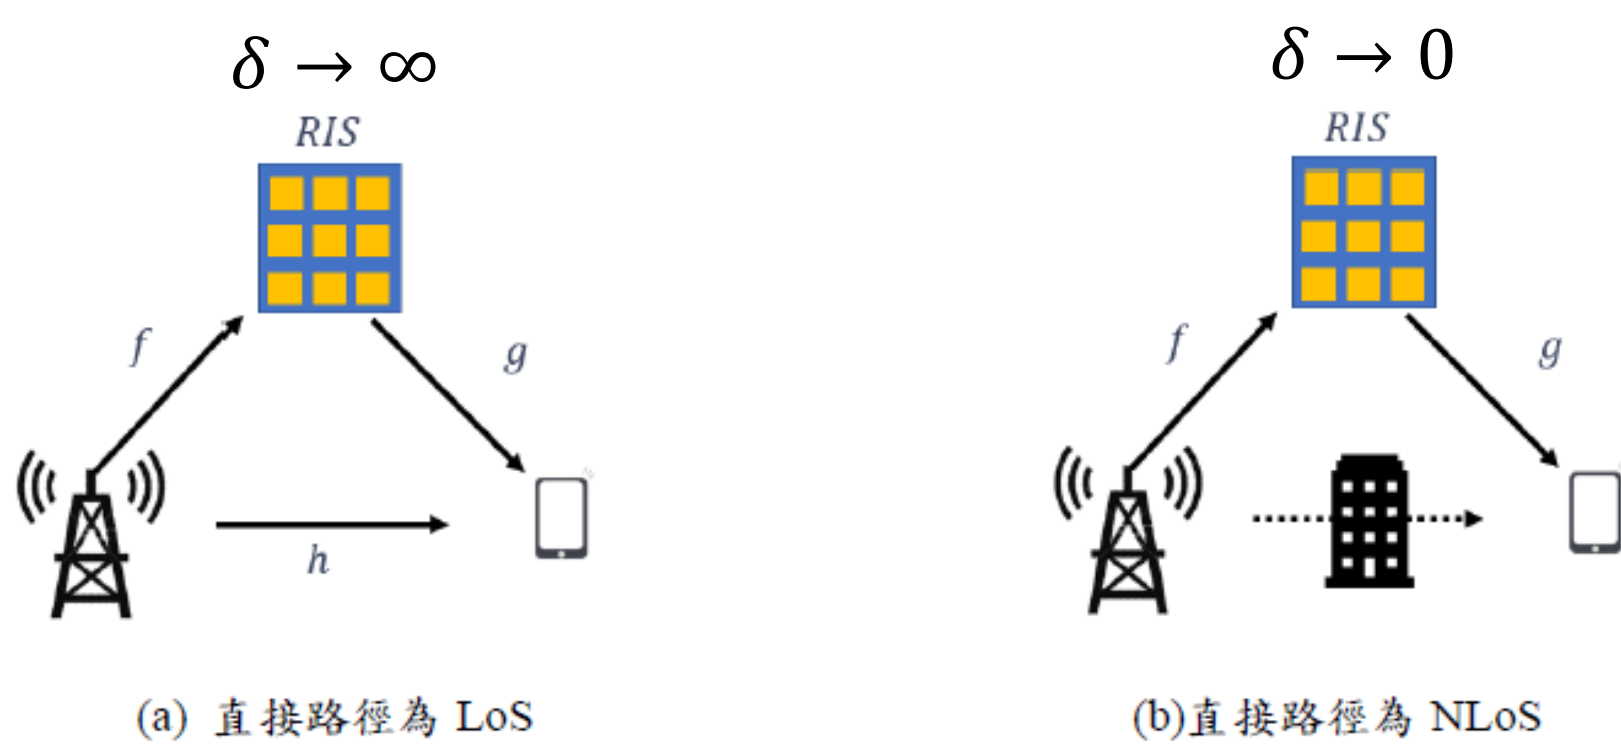 δ → ∞
RIS
f
g
h
(a) 直接路徑為 LoS
δ → 0
RIS
f
g
(b)直接路徑為 NLoS